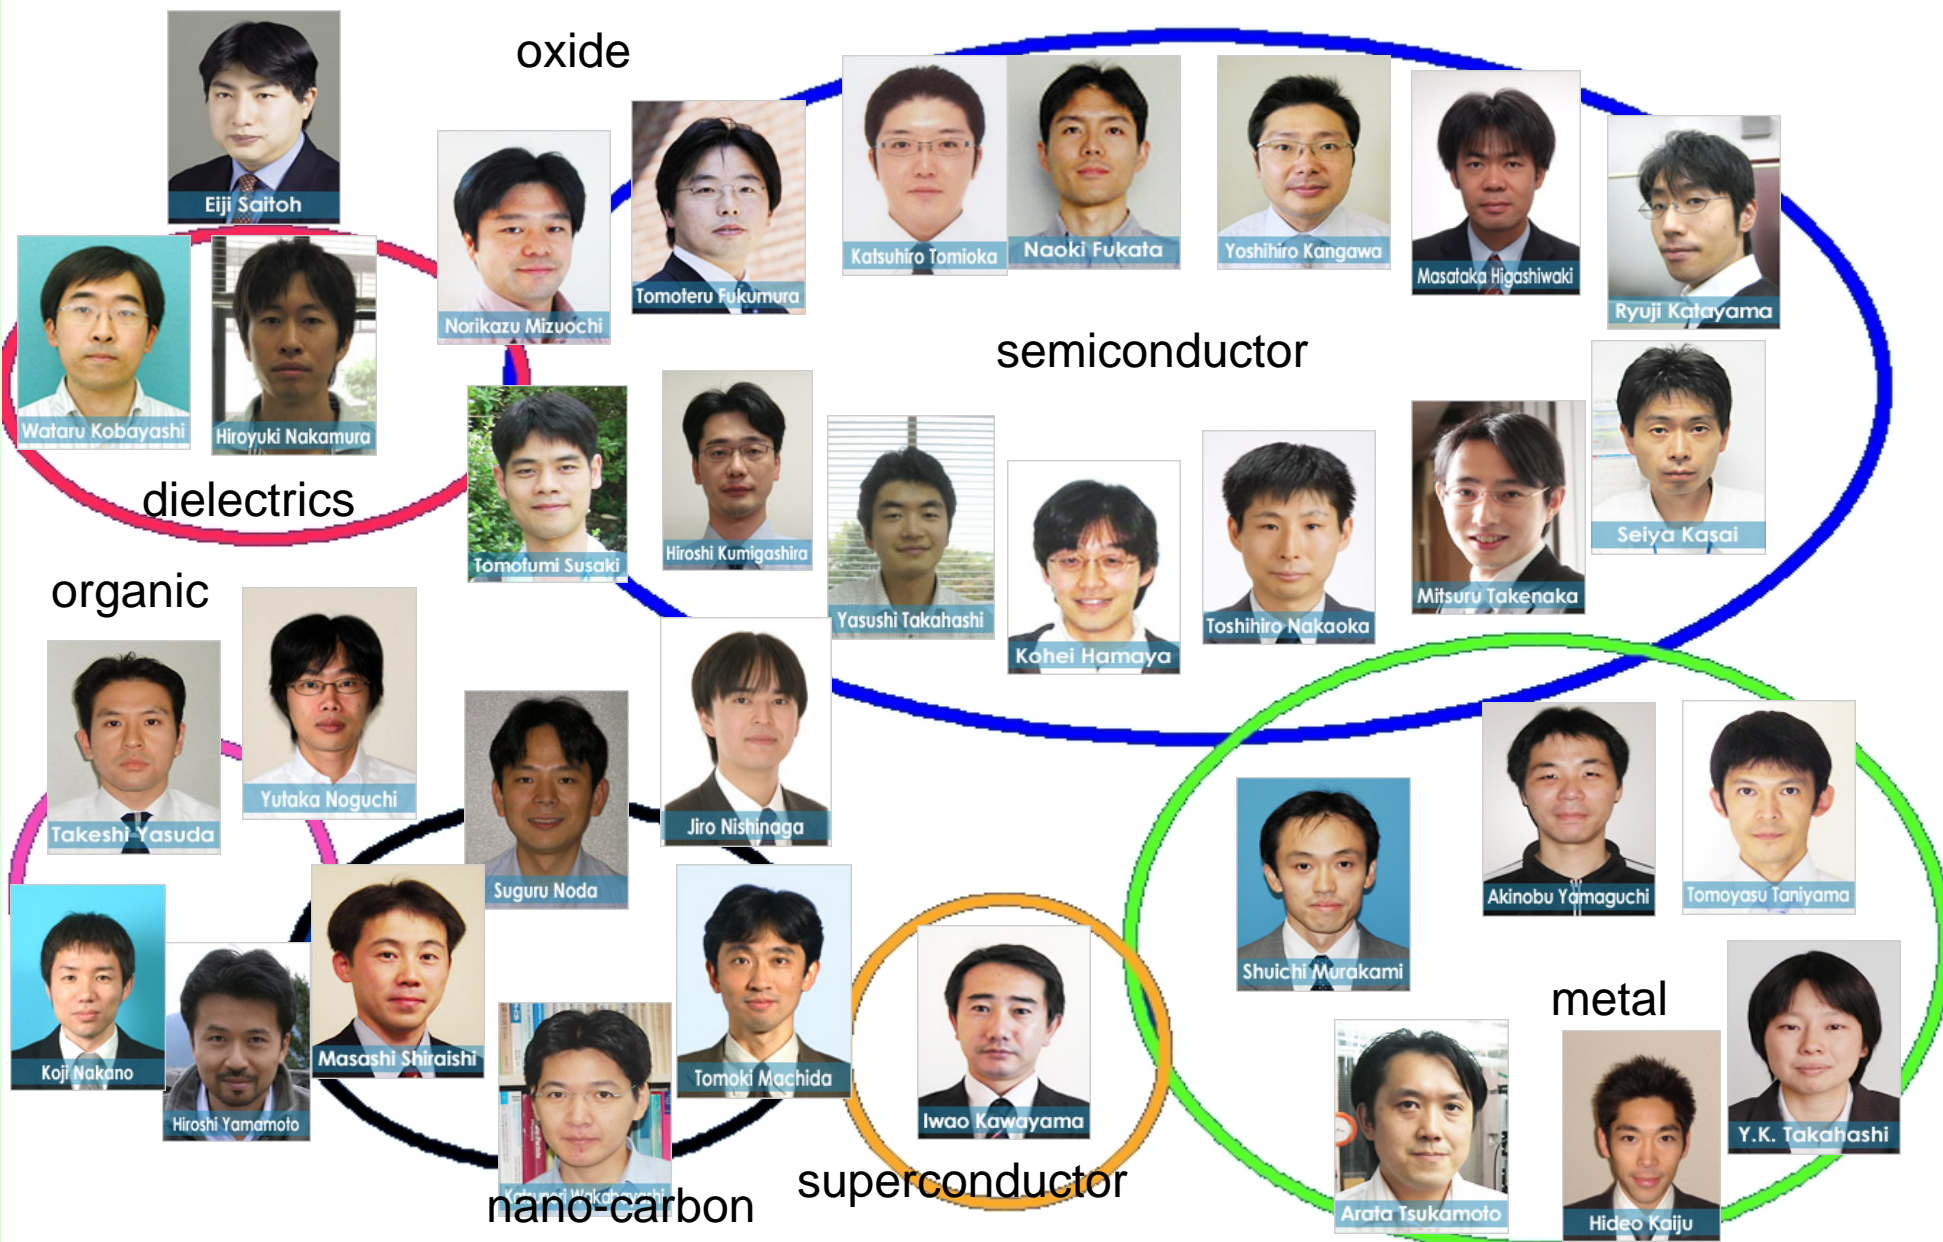 oxide
Eiji Saitoh
Katsuhiro Tomioka
Naoki Fukata
Yoshihiro Kangawa
Masataka Higashiwaki
Tomoteru Fukumura
Ryuji Katayama
Norikazu Mizuochi
semiconductor
Wataru Kobayashi
Hiroyuki Nakamura
dielectrics
Seiya Kasai
Hiroshi Kumigashira
Tomofumi Susaki
organic
Mitsuru Takenaka
Yasushi Takahashi
Toshihiro Nakaoka
Kohei Hamaya
Yutaka Noguchi
Takeshi Yasuda
Jiro Nishinaga
Suguru Noda
Akinobu Yamaguchi
Tomoyasu Taniyama
Shuichi Murakami
metal
Koji Nakano
Masashi Shiraishi
Tomoki Machida
Hiroshi Yamamoto
Iwao Kawayama
Y.K. Takahashi
superconductor
Katsunori Wakabayashi
nano-carbon
Arata Tsukamoto
Hideo Kaiju